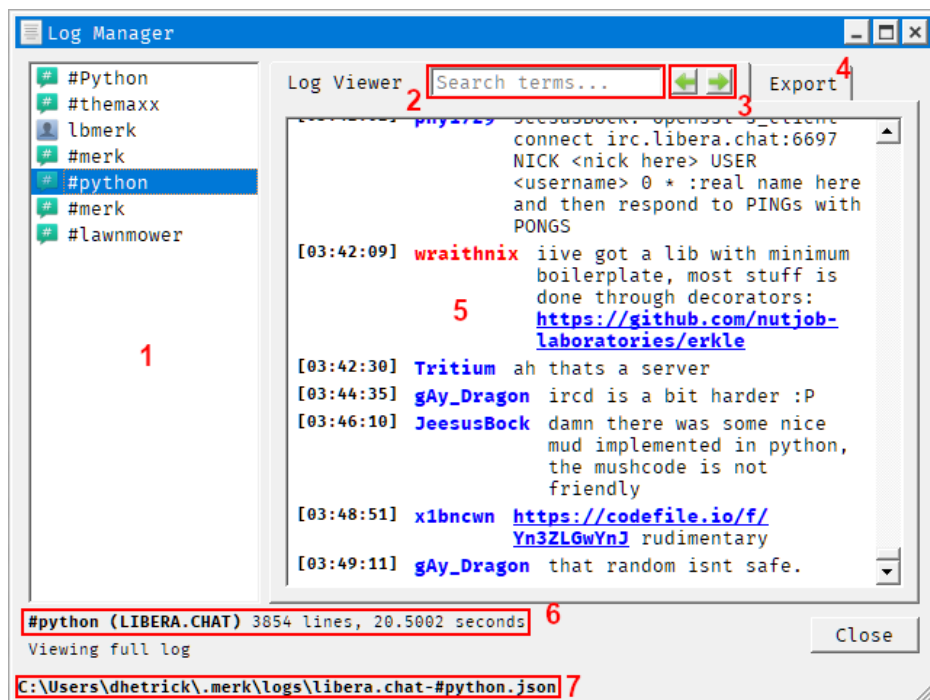 Log Manager
#Python
#themaxx
lbmerk
#merk
#python
#merk
#lawnmower
1
Log Viewer
2
Search terms...
3
Export
4
connect irc.libera.chat:6697
NICK <nick here> USER
<username> 0 * :real name here
and then respond to PINGs with
PONGS
[03:42:09] wraithnix iive got a lib with minimum
boilerplate, most stuff is
done through decorators:
https://github.com/nutjob-
laboratories/erkle
5
[03:42:30] Tritium ah thats a server
[03:44:35] gAy_Dragon ircd is a bit harder :P
[03:46:10] JeesusBock damn there was some nice
mud implemented in python,
the mushcode is not
friendly
[03:48:51] x1bncwn https://codefile.io/f/
Yn3ZLGwYnJ rudimentary
[03:49:11] gAy_Dragon that random isnt safe.
#python (LIBERA.CHAT) 3854 lines, 20.5002 seconds
6
Viewing full log
Close
C:\Users\dhetrick\.merk\logs\libera.chat-#python.json
7